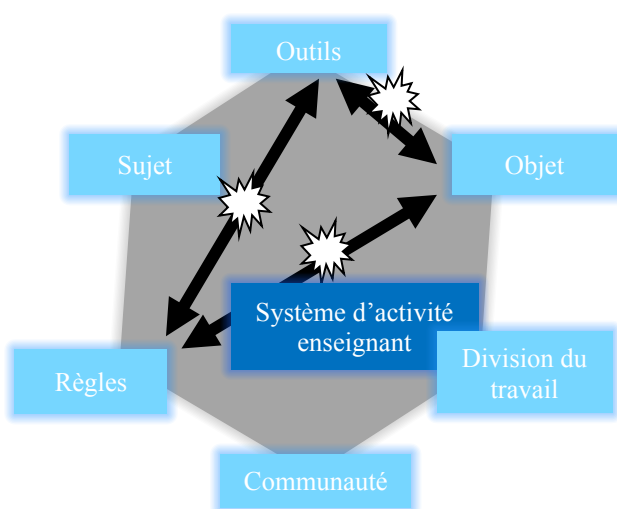 Outils
Sujet
Objet
Système d'activité
enseignant
Règles
Division du
travail
Communauté